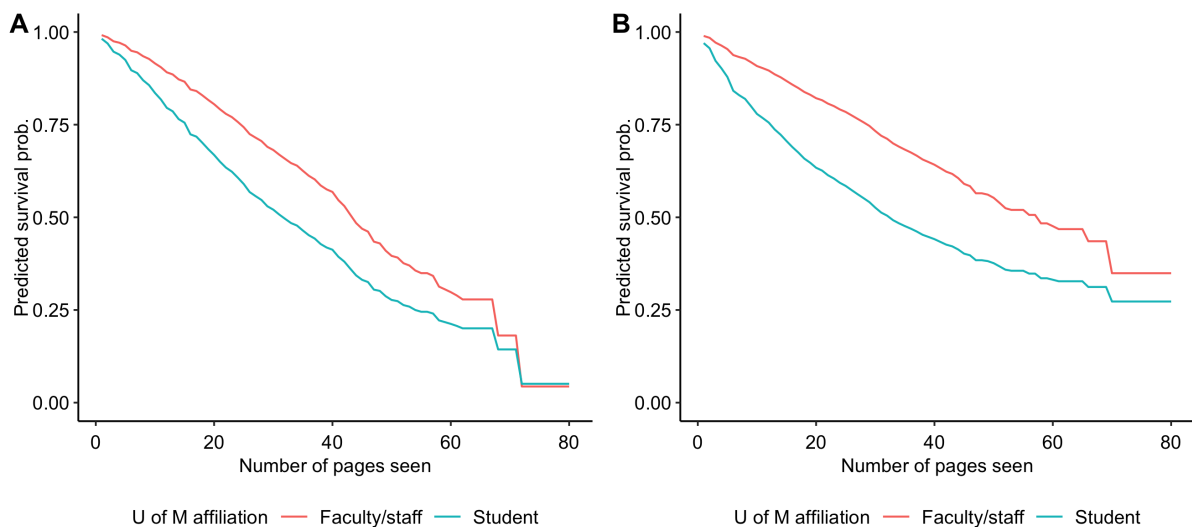 A
Predicted survival prob.
1.00
0.75
0.50
0.25
0.00
0 20 40 60 80
Number of pages seen
U of M affiliation Faculty/staff Student
B
Predicted survival prob.
1.00
0.75
0.50
0.25
0.00
0 20 40 60 80
Number of pages seen
U of M affiliation Faculty/staff Student